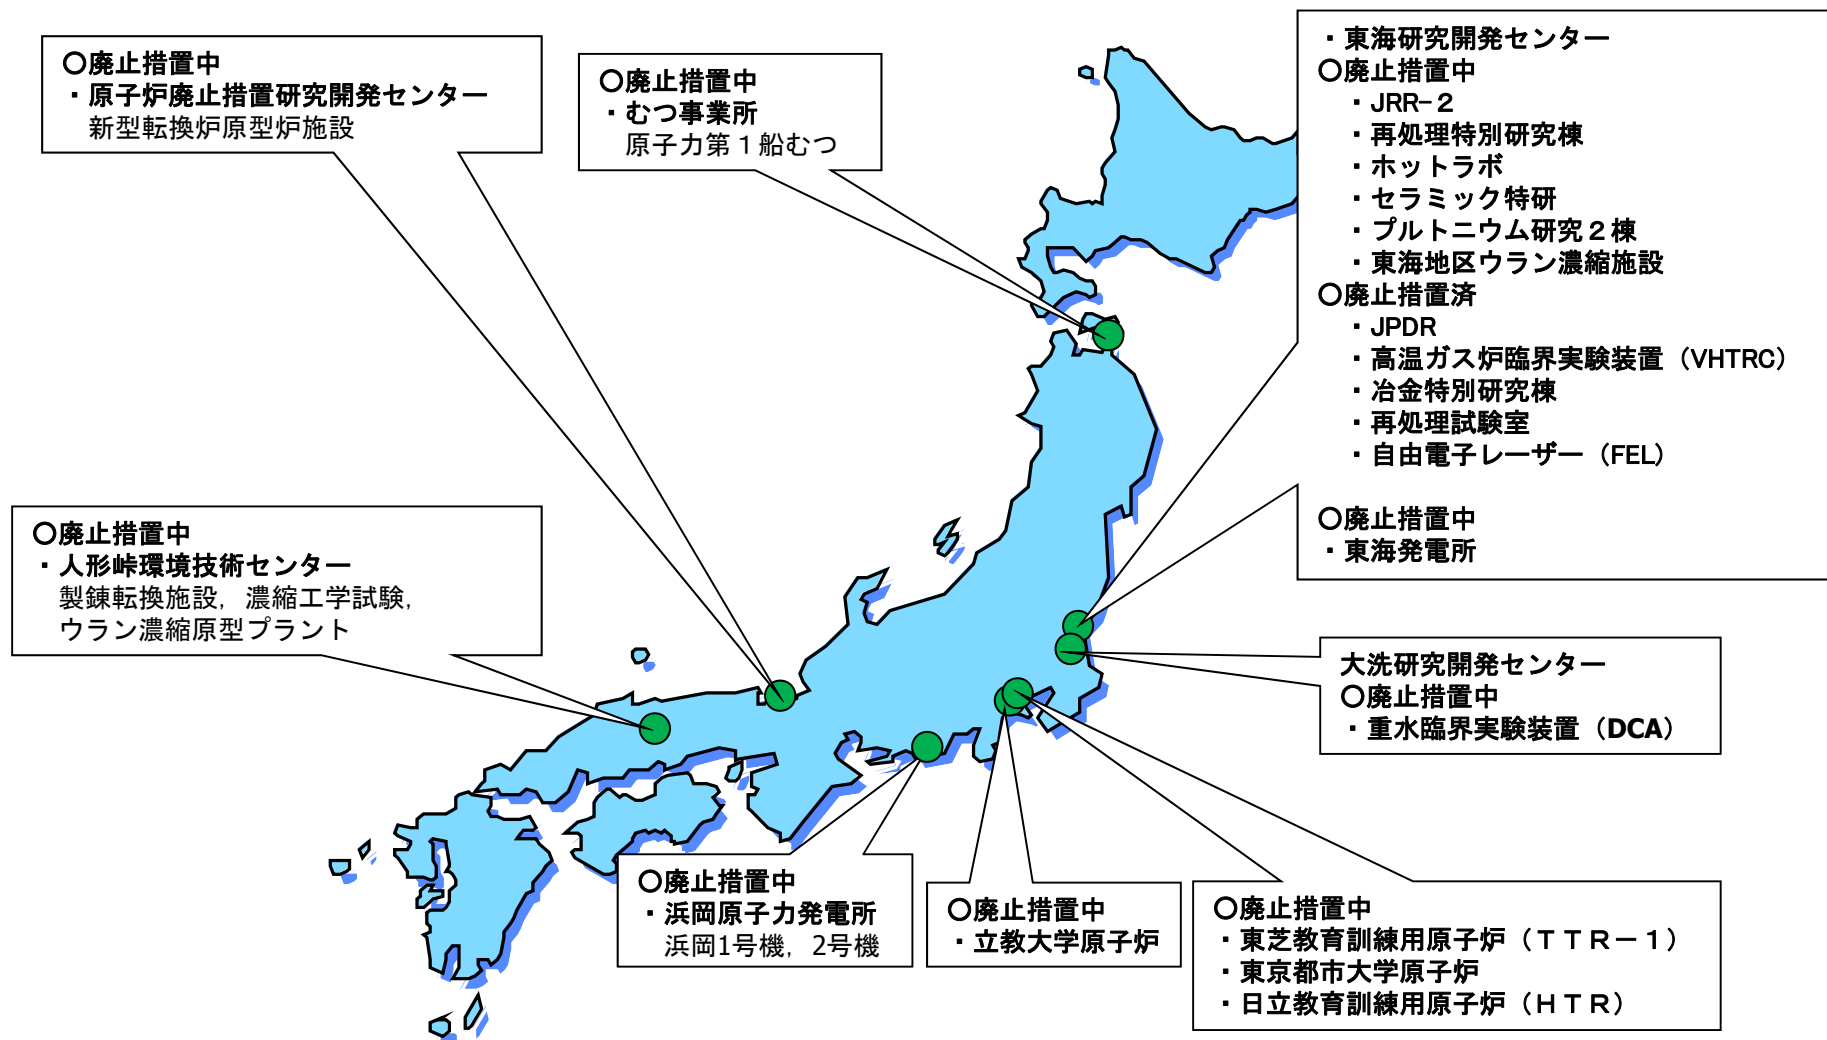 ○廃止措置中
・原子炉廃止措置研究開発センター
新型転換炉原型炉施設
○廃止措置中
・むつ事業所
原子力第１船むつ
・東海研究開発センター
○廃止措置中
・JRR-２
・再処理特別研究棟
・ホットラボ
・セラミック特研
・プルトニウム研究２棟
・東海地区ウラン濃縮施設
○廃止措置済
・JPDR
・高温ガス炉臨界実験装置（VHTRC）
・冶金特別研究棟
・再処理試験室
・自由電子レーザー（FEL）
○廃止措置中
・東海発電所
○廃止措置中
・人形峠環境技術センター
製錬転換施設，濃縮工学試験，
ウラン濃縮原型プラント
大洗研究開発センター
○廃止措置中
・重水臨界実験装置（DCA）
○廃止措置中
・浜岡原子力発電所
浜岡1号機，2号機
○廃止措置中
・立教大学原子炉
○廃止措置中
・東芝教育訓練用原子炉（ＴＴＲ－１）
・東京都市大学原子炉
・日立教育訓練用原子炉（ＨＴＲ）